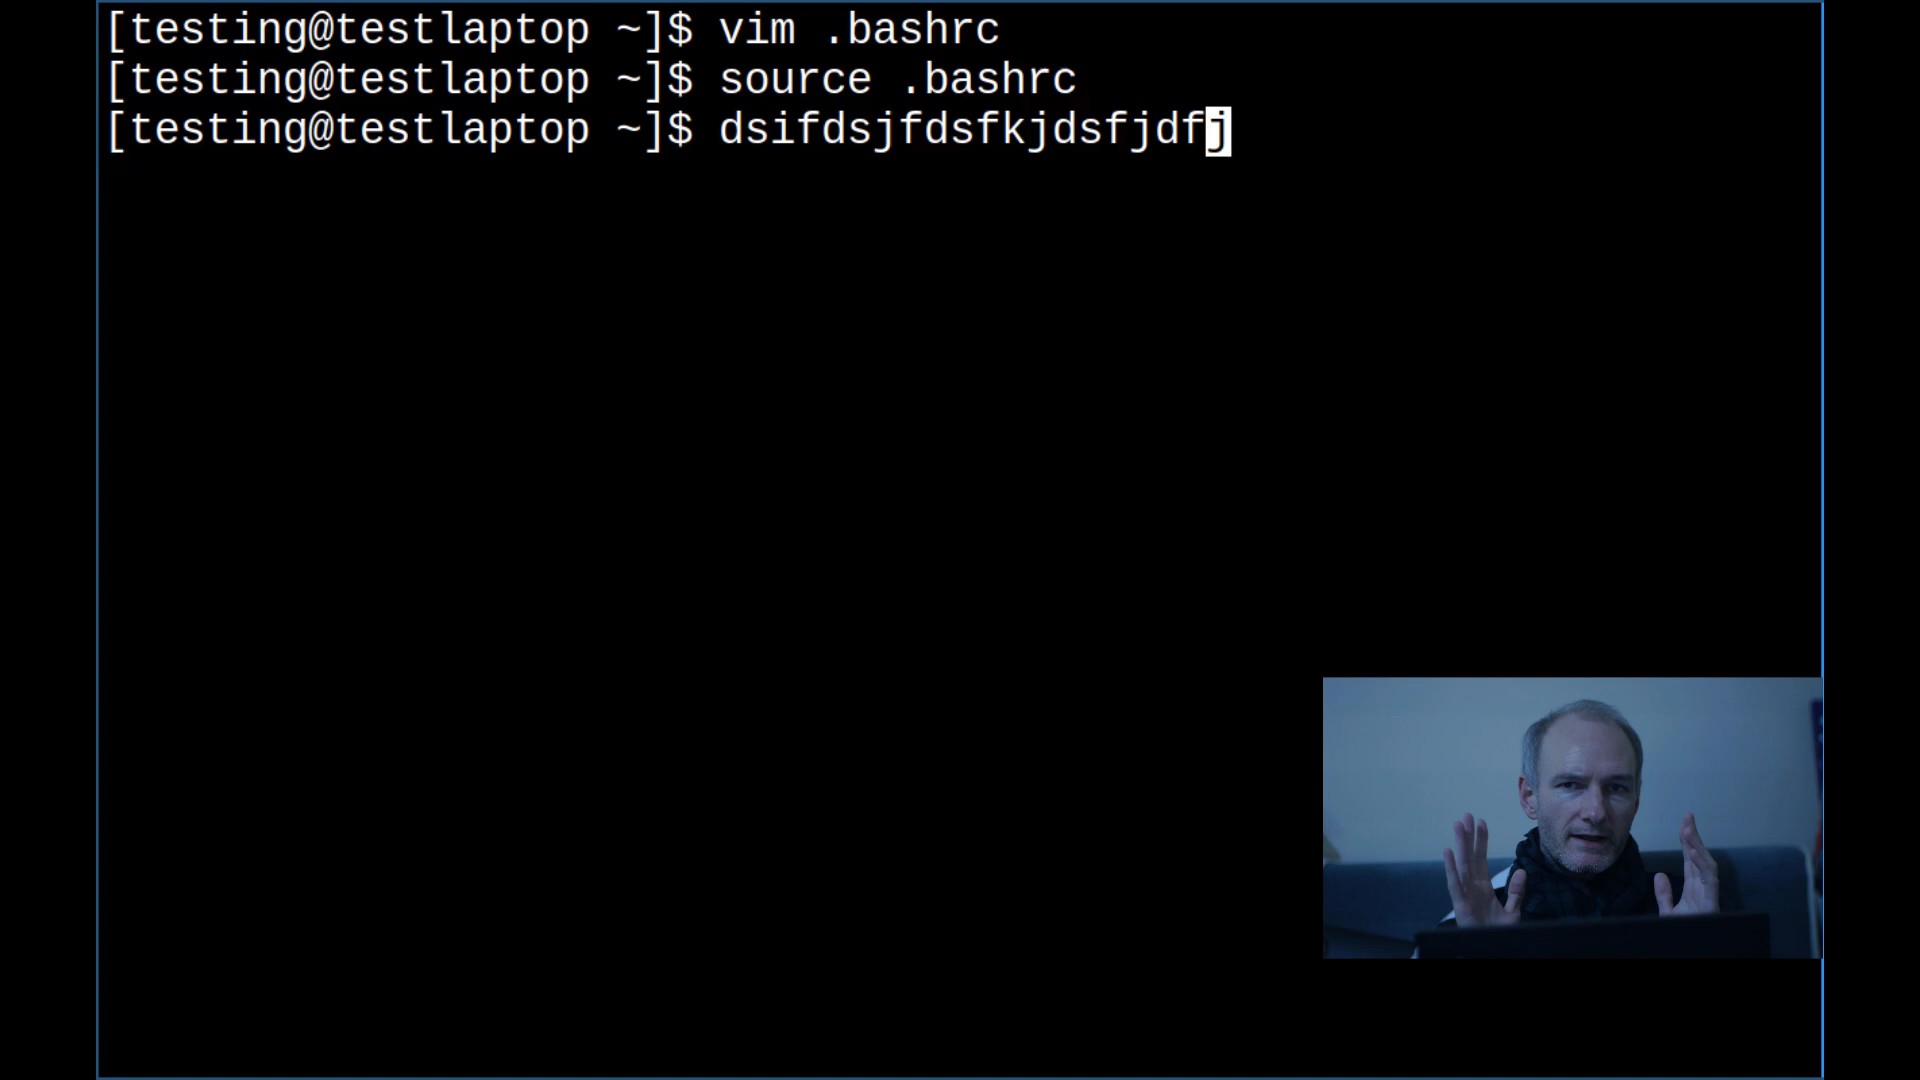 [testing@testlaptop ~]$ vim .bashrc
[testing@testlaptop ~]$ source .bashrc
[testing@testlaptop ~]$ dsifdsjfdsfkjdsfjdfj